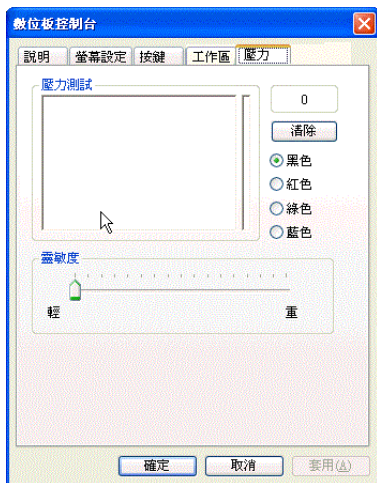 數位板控制台
說明 螢幕設定 按鍵 工作區 壓力
壓力測試
0
清除
黑色
紅色
綠色
藍色
靈敏度
輕 重
確定 取消 套用(A)